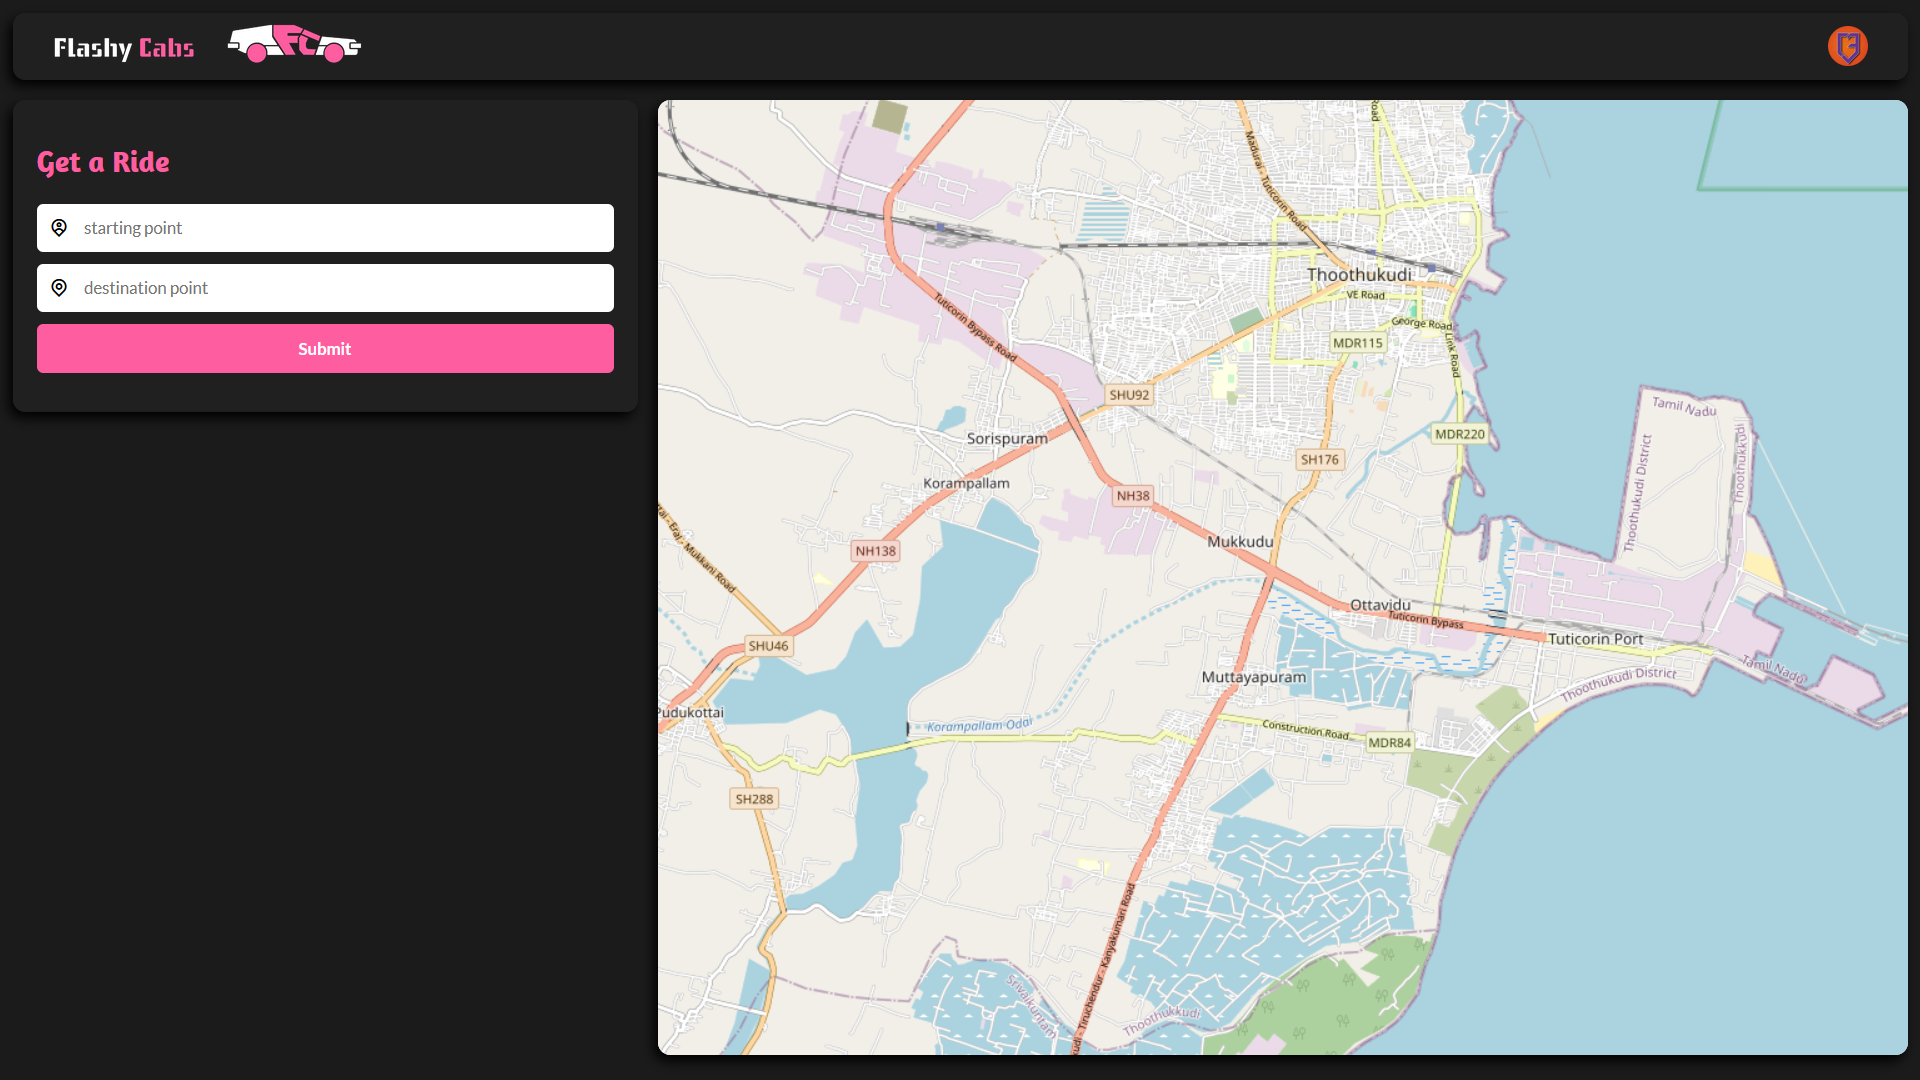 Flashy Cabs
FC
Get a Ride
starting point
destination point
Submit
Road
Madurai - Tuticorin Road
Thoothukudi
VE Road
George Road
Link Road
MDR115
Tuticorin Bypass Road
SHU92
Tamil Nadu
Thoothukudi District
Thoothukudi
Sorispuram
MDR220
SH176
Korampallam
NH38
Mukkudu
NH138
tai - Eral - Mukkani Road
Ottavidu
Tuticorin Bypass
Tuticorin Port
SHU46
Muttayapuram
Thoothukudi District
Tamil Nadu
Pudukottai
Korampallam Odai
Construction Road
MDR84
SH288
kudi - Tiruchendur - Kanyakumari Road
Srivaikuntam
Thoothukkudi